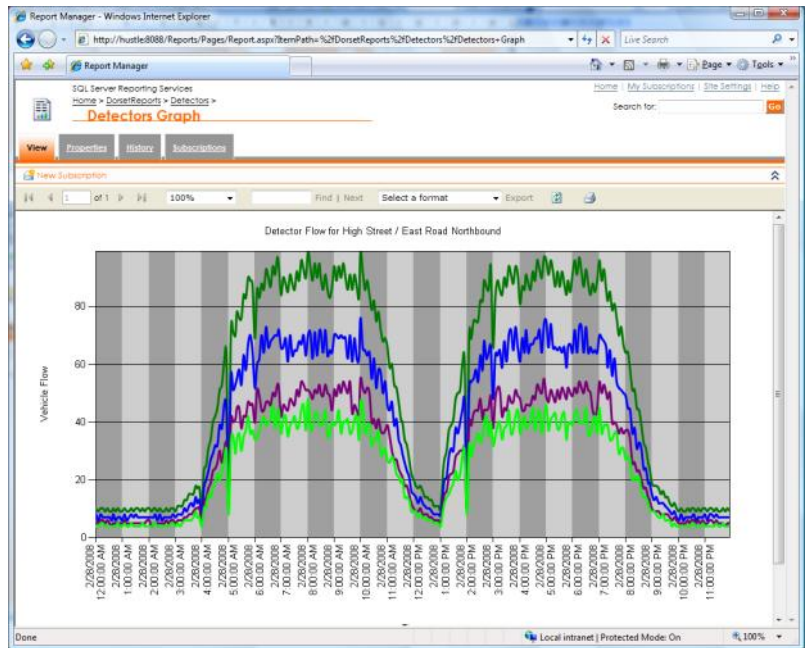 Report Manager - Windows Internet Explorer
http://hustle:8088/Reports/Pages/Report.aspx?ItemPath=%2fDorsetReports%2fDetectors%2fDetectors+Graph
Live Search
Report Manager
Page
Tools
SQL Server Reporting Services
Home > DorsetReports > Detectors >
Detectors Graph
Home | My Subscriptions | Site Settings | Help
Search for:
Go
View
Properties
History
Subscriptions
New Subscription
1 of 1
100%
Find | Next
Select a format
Export
Detector Flow for High Street / East Road Northbound
Vehicle Flow
80
60
40
20
0
2/28/2008 12:00:00 AM
2/28/2008 1:00:00 AM
2/28/2008 2:00:00 AM
2/28/2008 3:00:00 AM
2/28/2008 4:00:00 AM
2/28/2008 5:00:00 AM
2/28/2008 6:00:00 AM
2/28/2008 7:00:00 AM
2/28/2008 8:00:00 AM
2/28/2008 9:00:00 AM
2/28/2008 10:00:00 AM
2/28/2008 11:00:00 AM
2/28/2008 12:00:00 PM
2/28/2008 1:00:00 PM
2/28/2008 2:00:00 PM
2/28/2008 3:00:00 PM
2/28/2008 4:00:00 PM
2/28/2008 5:00:00 PM
2/28/2008 6:00:00 PM
2/28/2008 7:00:00 PM
2/28/2008 8:00:00 PM
2/28/2008 9:00:00 PM
2/28/2008 10:00:00 PM
2/28/2008 11:00:00 PM
Done
Local intranet | Protected Mode: On
100%